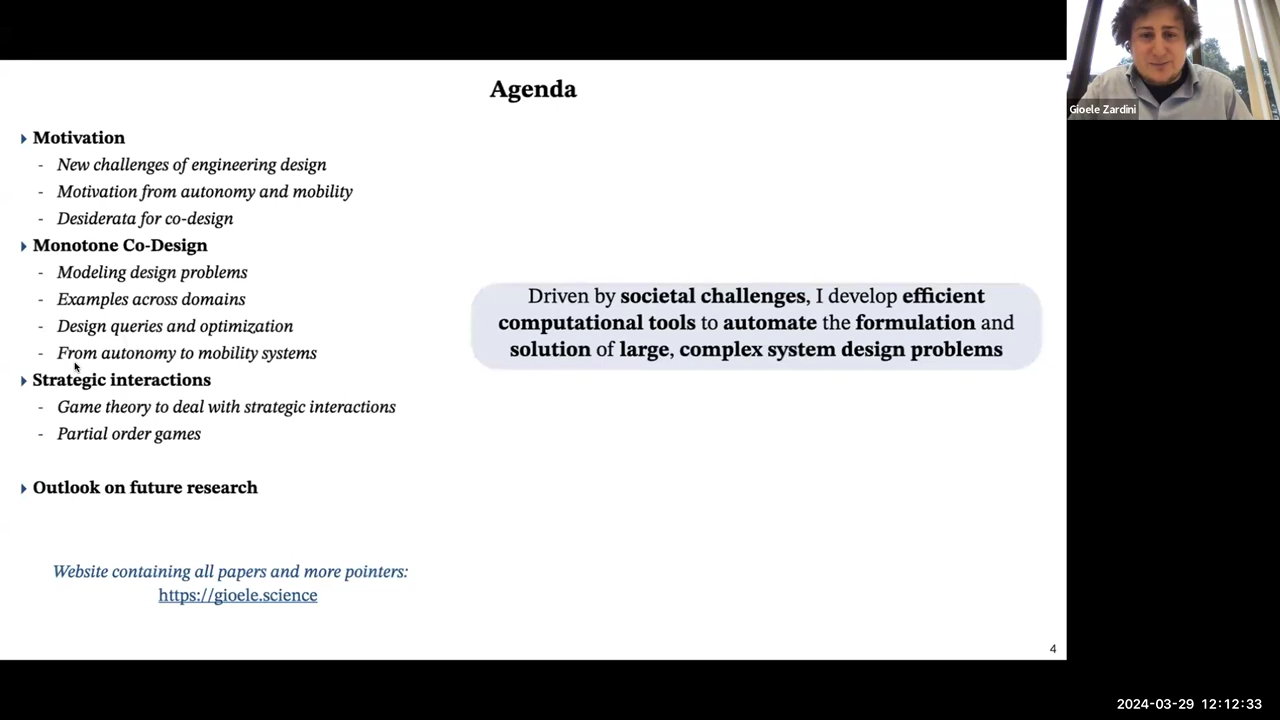 Agenda
Motivation
- New challenges of engineering design
- Motivation from autonomy and mobility
- Desiderata for co-design
Monotone Co-Design
- Modeling design problems
- Examples across domains
- Design queries and optimization
- From autonomy to mobility systems
Strategic interactions
- Game theory to deal with strategic interactions
- Partial order games
Outlook on future research
Website containing all papers and more pointers:
https://gioele.science
Driven by societal challenges, I develop efficient
computational tools to automate the formulation and
solution of large, complex system design problems
4
Gioele Zardini
2024-03-29 12:12:33